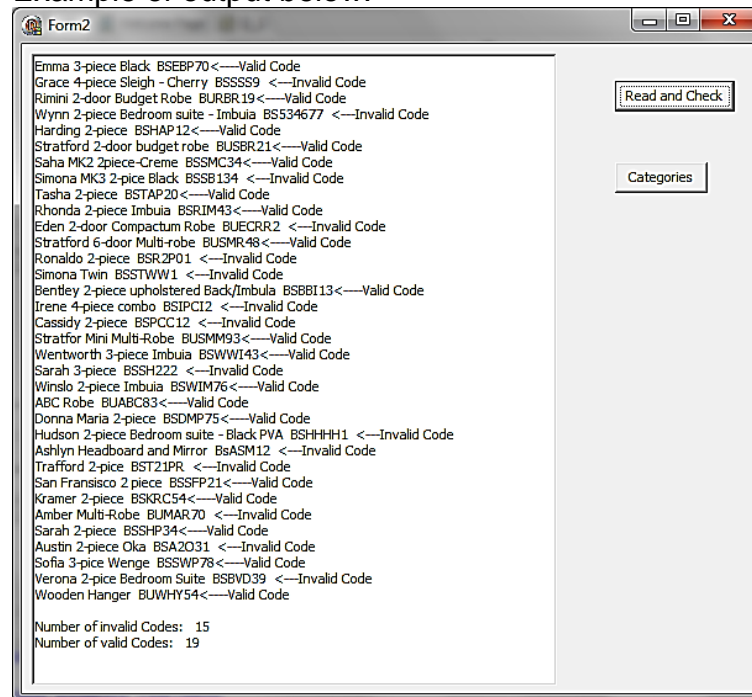 Example of output below:
Form2
Emma 3-piece Black BSEBP70<----Valid Code
Grace 4-piece Sleigh - Cherry BSSSS9 <---Invalid Code
Rimini 2-door Budget Robe BURBR19<----Valid Code
Wynn 2-piece Bedroom suite - Imbuia BS534677 <---Invalid Code
Harding 2-piece BSHAP12<----Valid Code
Stratford 2-door budget robe BUSBR21<----Valid Code
Saha MK2 2piece-Creme BSSMC34<----Valid Code
Simona MK3 2-pice Black BSSB134 <---Invalid Code
Tasha 2-piece BSTAP20<----Valid Code
Rhonda 2-piece Imbuia BSRIM43<----Valid Code
Eden 2-door Compactum Robe BUECRR2 <---Invalid Code
Stratford 6-door Multi-robe BUSMR48<----Valid Code
Ronaldo 2-piece BSR2P01 <---Invalid Code
Simona Twin BSSTWW1 <---Invalid Code
Bentley 2-piece upholstered Back/Imbula BSBBI13<----Valid Code
Irene 4-piece combo BSIPCI2 <---Invalid Code
Cassidy 2-piece BSPCC12 <---Invalid Code
Stratfor Mini Multi-Robe BUSMM93<----Valid Code
Wentworth 3-piece Imbuia BSWWI43<----Valid Code
Sarah 3-piece BSSH222 <---Invalid Code
Winslo 2-piece Imbuia BSWIM76<----Valid Code
ABC Robe BUABC83<----Valid Code
Donna Maria 2-piece BSDMP75<----Valid Code
Hudson 2-piece Bedroom suite - Black PVA BSHHHH1 <---Invalid Code
Ashlyn Headboard and Mirror BsASM12 <---Invalid Code
Trafford 2-pice BST21PR <---Invalid Code
San Fransisco 2 piece BSSFP21<----Valid Code
Kramer 2-piece BSKRC54<----Valid Code
Amber Multi-Robe BUMAR70 <---Invalid Code
Sarah 2-piece BSSHP34<----Valid Code
Austin 2-piece Oka BSA2O31 <---Invalid Code
Sofia 3-pice Wenge BSSWP78<----Valid Code
Verona 2-pice Bedroom Suite BSBVD39 <---Invalid Code
Wooden Hanger BUWHY54<----Valid Code
Number of invalid Codes: 15
Number of valid Codes: 19
Read and Check
Categories